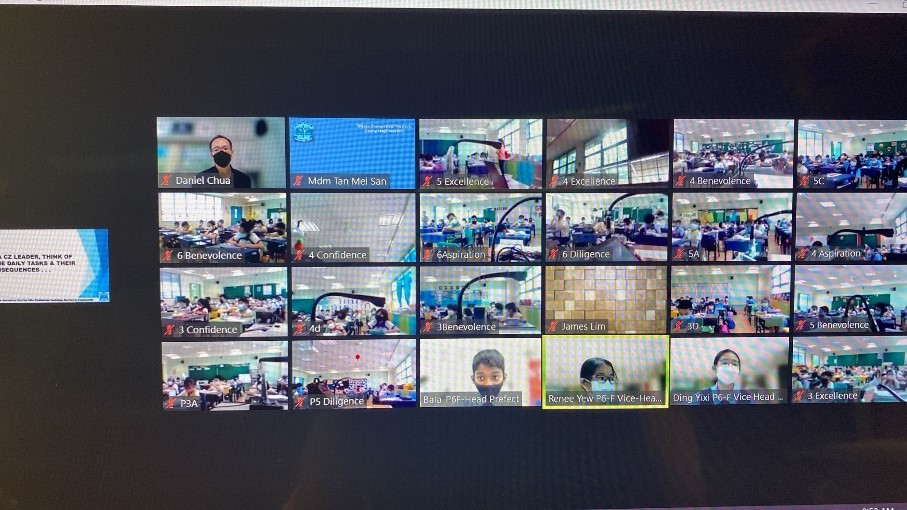 Daniel Chua
Mdm Tan Mei San
5 Excellence
4 Excellence
4 Benevolence
5C
6 Benevolence
4 Confidence
6Aspiration
6 Diligence
5A
4 Aspiration
CZ LEADER, THINK OF
DAILY TASKS & THEIR
3 Confidence
4d
3Benevolence
James Lim
3D
5 Benevolence
P3A
P5 Diligence
Bala P6F-Head Prefect
Renee Yew P6-F Vice-Hea...
Ding Yixi P6-F Vice Head ...
3 Excellence